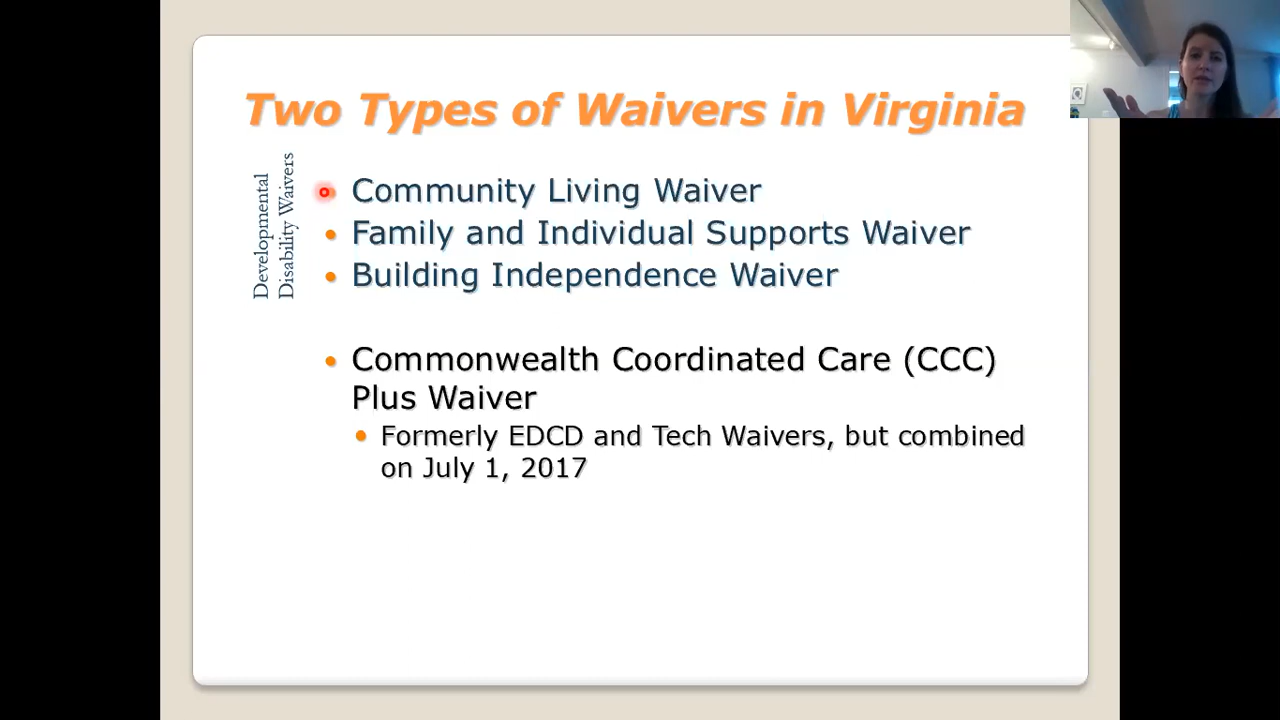 Two Types of Waivers in Virginia
Developmental
Disability Waivers
Community Living Waiver
Family and Individual Supports Waiver
Building Independence Waiver
Commonwealth Coordinated Care (CCC)
Plus Waiver
Formerly EDCD and Tech Waivers, but combined
on July 1, 2017